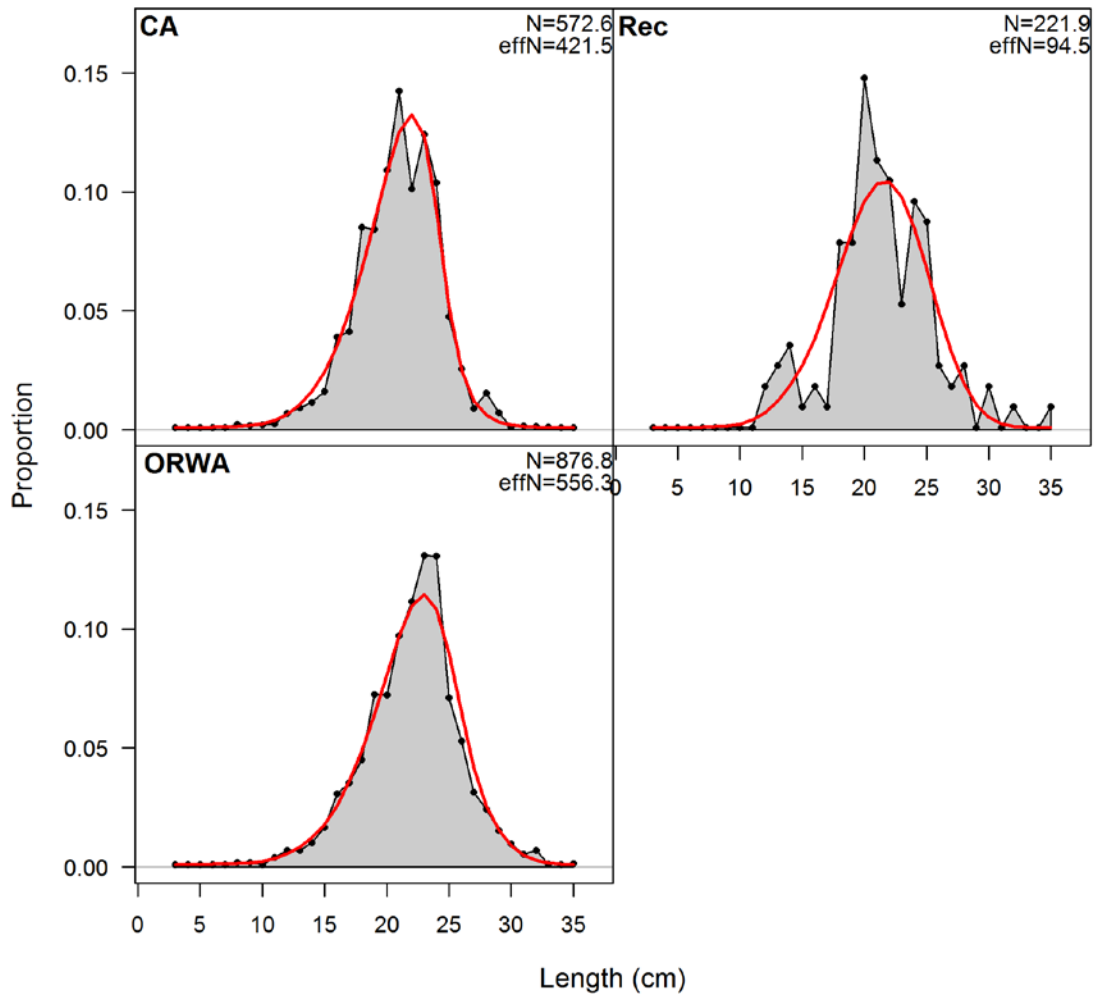 CA
N=572.6
effN=421.5
Rec
N=221.9
effN=94.5
0.15
0.10
0.05
0.00
ORWA
N=876.8
effN=556.3
0 5 10 15 20 25 30 35
0.15
0.10
0.05
0.00
0 5 10 15 20 25 30 35
Proportion
Length (cm)